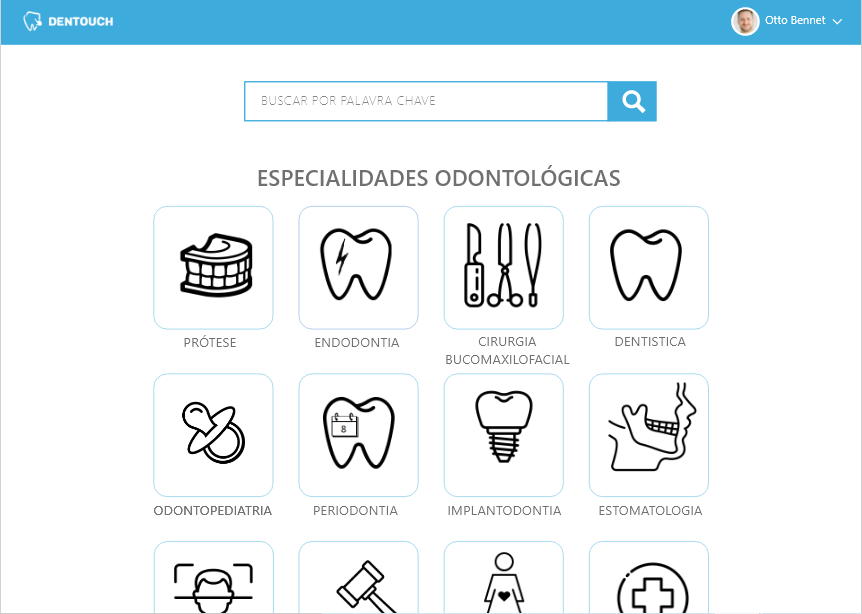 DENTOUCH
Otto Bennet
BUSCAR POR PALAVRA CHAVE
ESPECIALIDADES ODONTOLÓGICAS
PRÓTESE
ENDODONTIA
CIRURGIA
BUCOMAXILOFACIAL
DENTISTICA
8
ODONTOPEDIATRIA
PERIODONTIA
IMPLANTODONTIA
ESTOMATOLOGIA